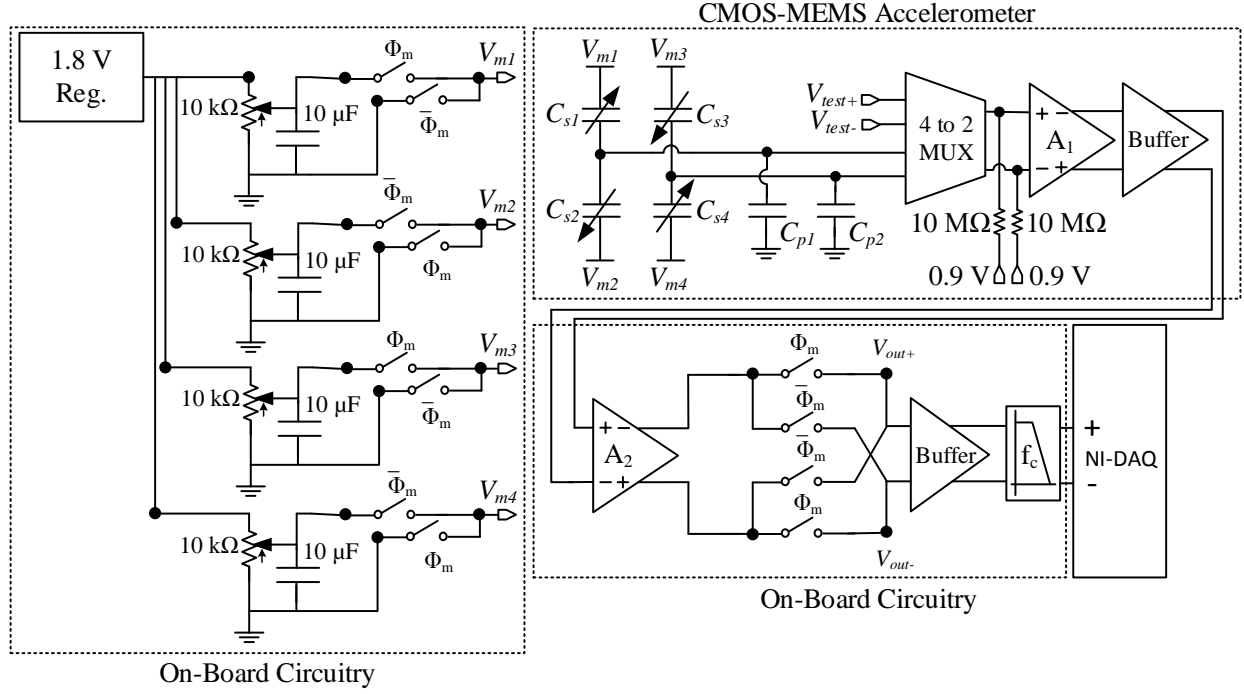 CMOS-MEMS Accelerometer
1.8 V
Reg.
10 kΩ
10 µF
Φm
Φ̅m
Vm1
10 kΩ
10 µF
Φ̅m
Φm
Vm2
10 kΩ
10 µF
Φm
Φ̅m
Vm3
10 kΩ
10 µF
Φ̅m
Φm
Vm4
On-Board Circuitry
Vm1
Vm3
Cs1
Cs3
Cs2
Cs4
Vm2
Vm4
Cp1
Cp2
Vtest+
Vtest-
4 to 2
MUX
+ −
A1
− +
Buffer
10 MΩ
10 MΩ
0.9 V
0.9 V
+ −
A2
− +
Φm
Φ̅m
Φ̅m
Φm
Vout+
Vout-
Buffer
fc
+
NI-DAQ
-
On-Board Circuitry